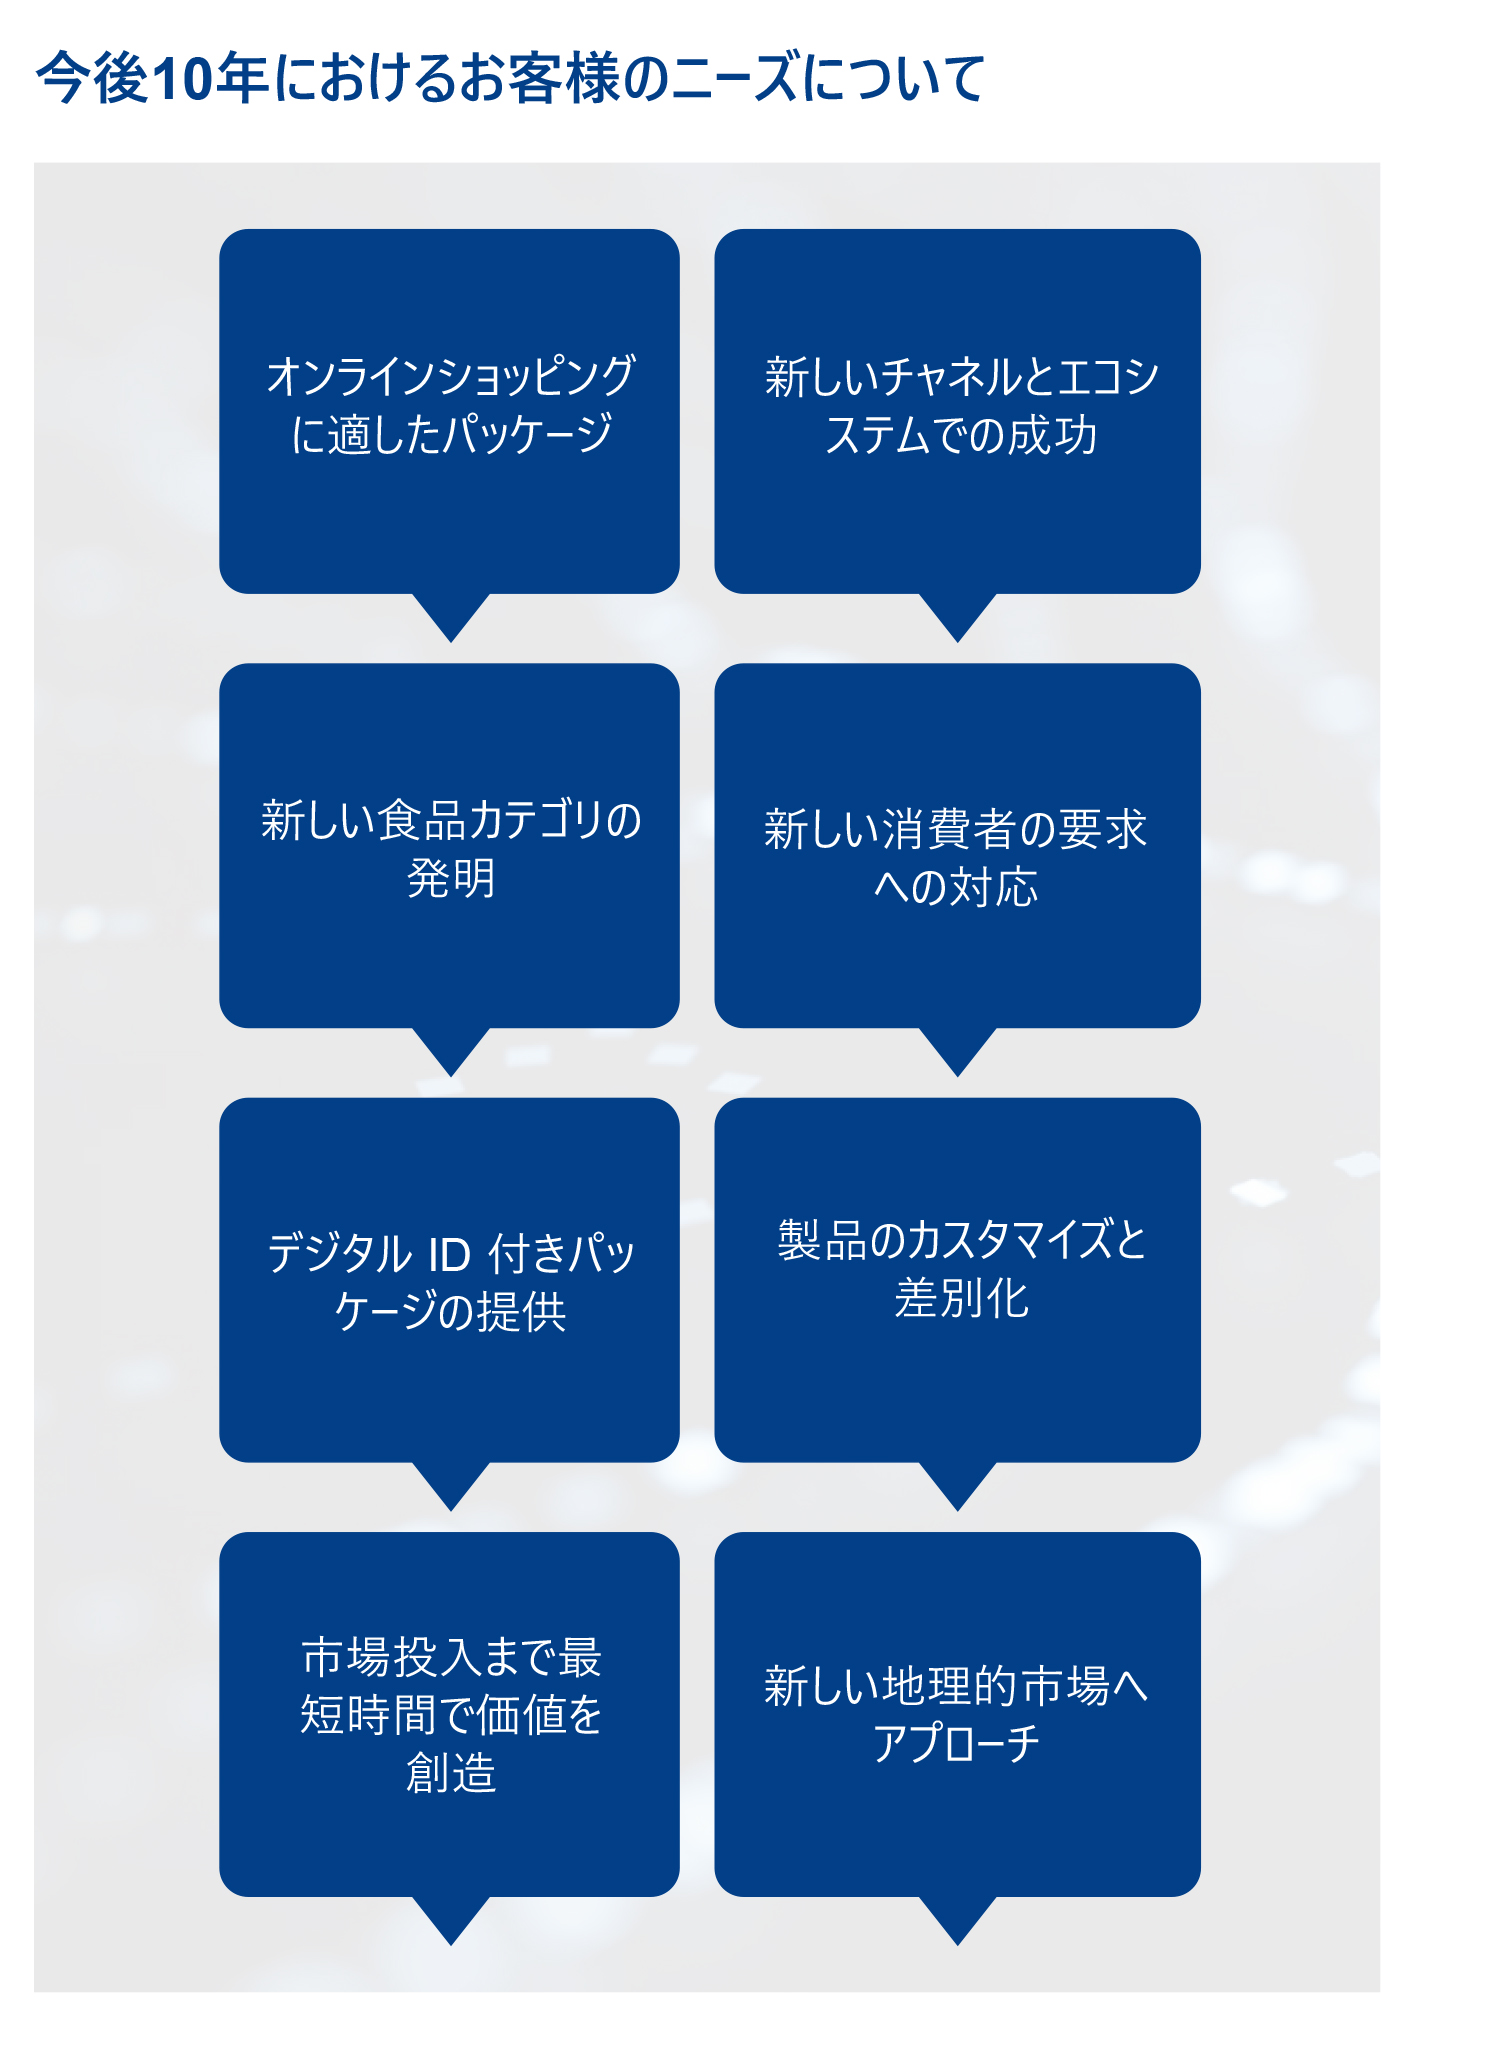 今後10年におけるお客様のニーズについて
オンラインショッピング
に適したパッケージ
新しいチャネルとエコシ
ステムでの成功
新しい食品カテゴリの
発明
新しい消費者の要求
への対応
デジタル ID 付きパッ
ケージの提供
製品のカスタマイズと
差別化
市場投入まで最
短時間で価値を
創造
新しい地理的市場へ
アプローチ